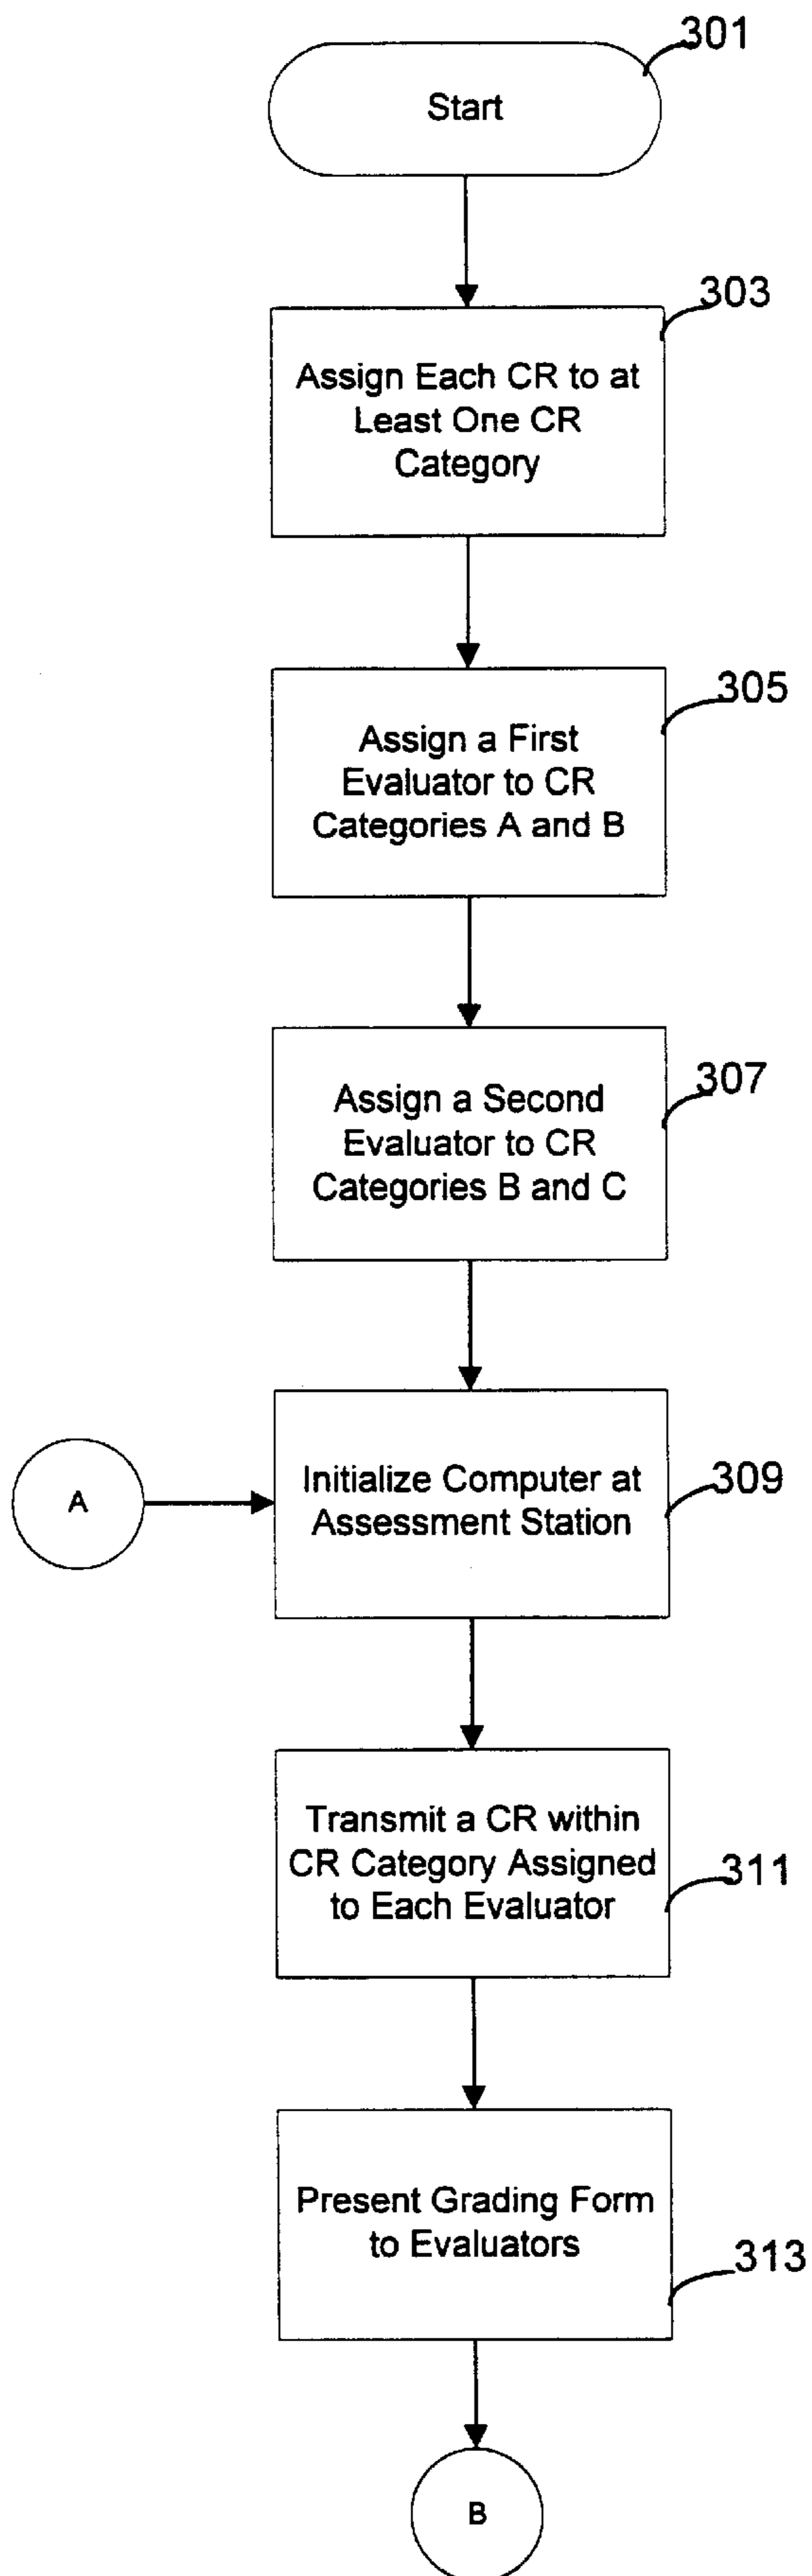 301
Start
303
Assign Each CR to at
Least One CR
Category
305
Assign a First
Evaluator to CR
Categories A and B
307
Assign a Second
Evaluator to CR
Categories B and C
A
Initialize Computer at
Assessment Station
309
Transmit a CR within
CR Category Assigned
to Each Evaluator
311
Present Grading Form
to Evaluators
313
B